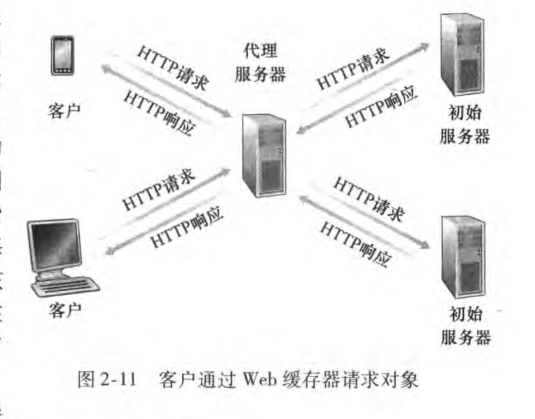 代理
服务器
HTTP请求
HTTP响应
HTTP请求
HTTP响应
客户
初始
服务器
HTTP请求
HTTP响应
HTTP请求
HTTP响应
客户
初始
服务器
图 2-11 客户通过 Web 缓存器请求对象